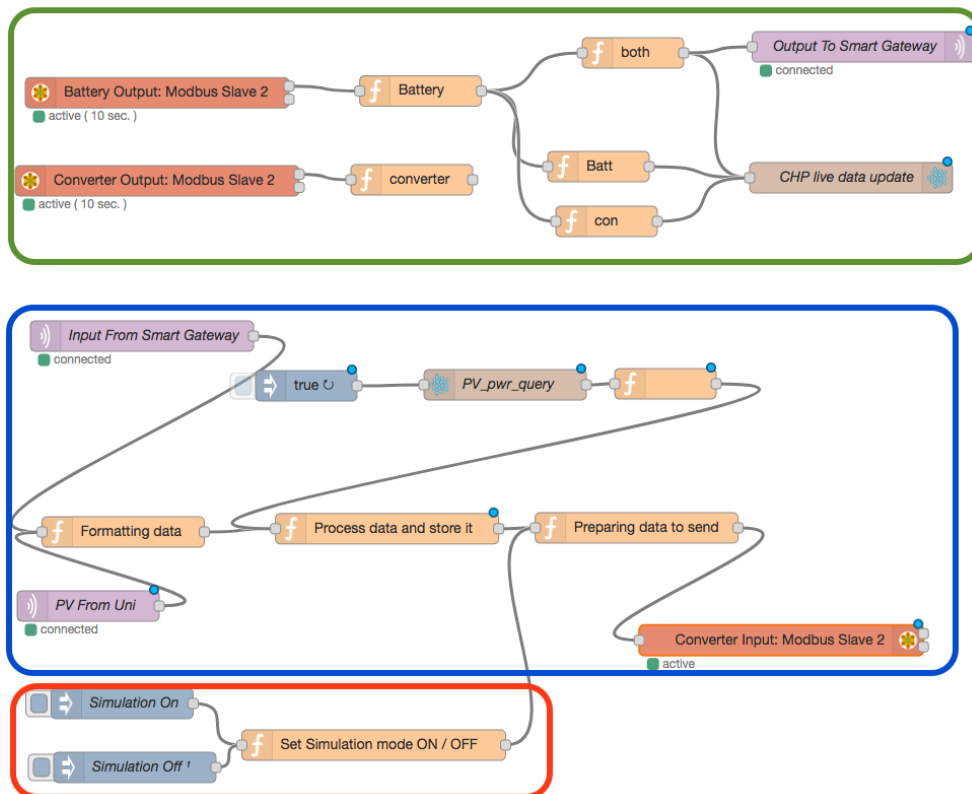 both
Output To Smart Gateway
connected
Battery Output: Modbus Slave 2
Battery
active ( 10 sec. )
Converter Output: Modbus Slave 2
converter
Batt
CHP live data update
active ( 10 sec. )
con
Input From Smart Gateway
connected
true ↻
PV_pwr_query
Formatting data
Process data and store it
Preparing data to send
PV From Uni
connected
Converter Input: Modbus Slave 2
active
Simulation On
Set Simulation mode ON / OFF
Simulation Off ¹